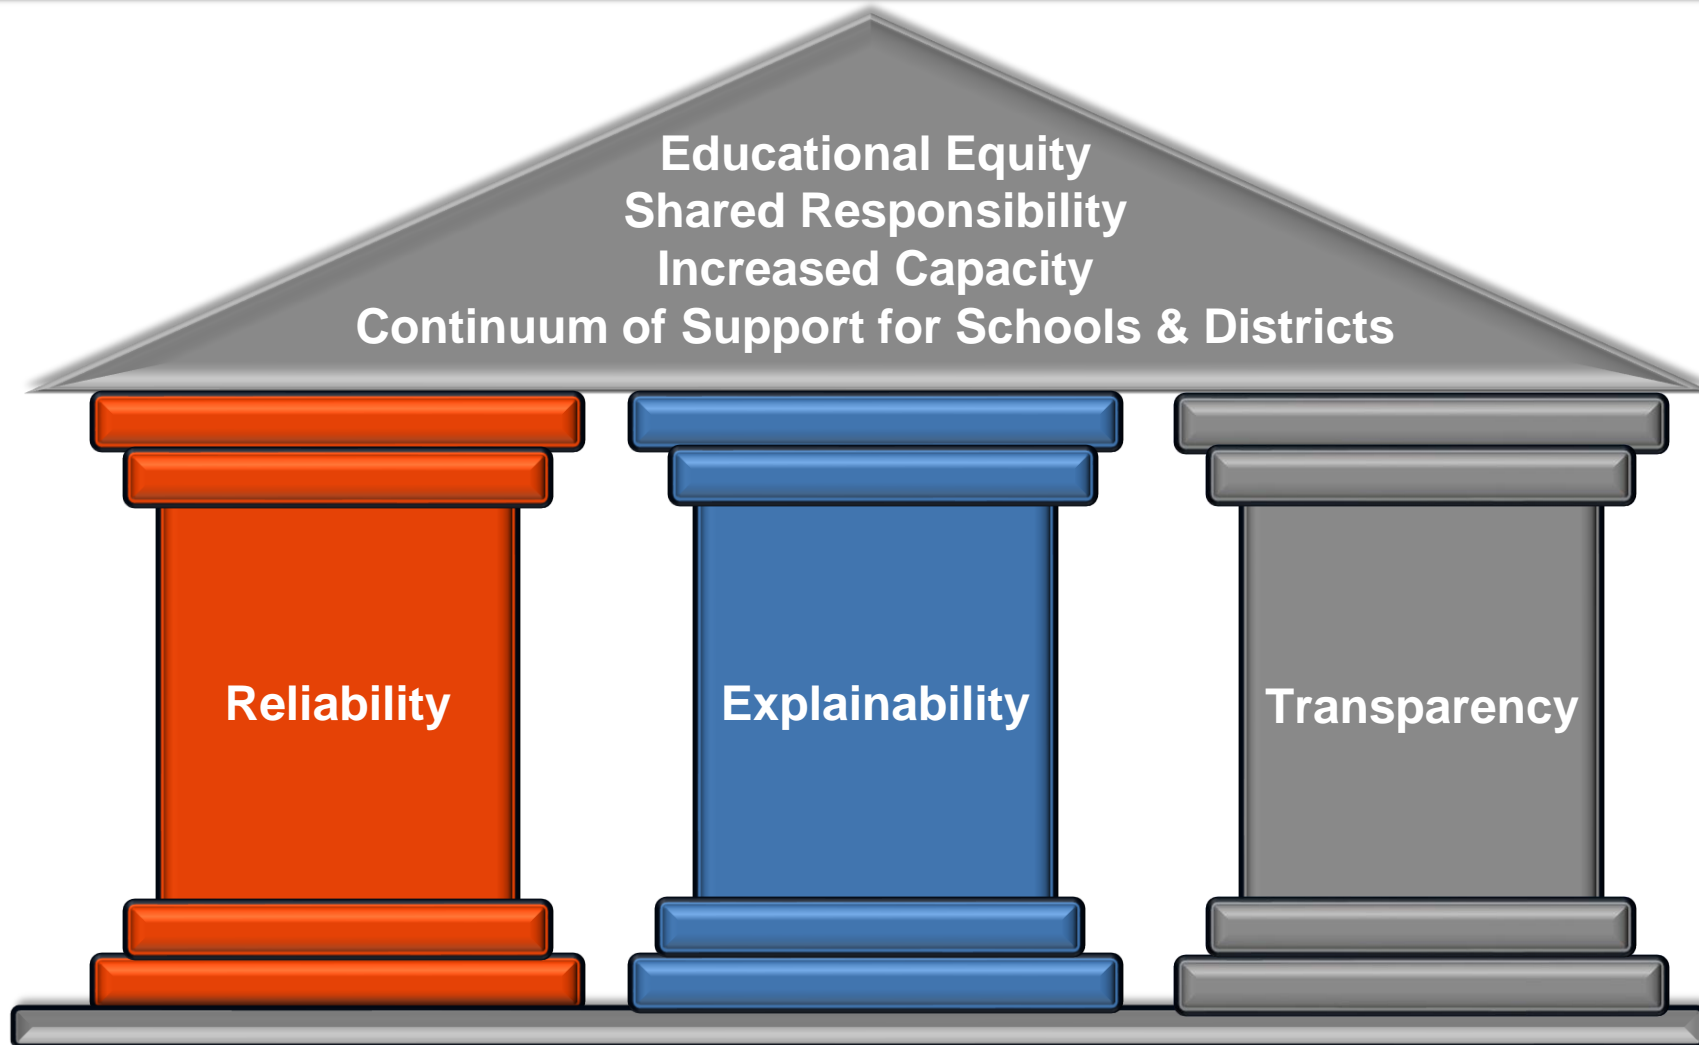 Educational Equity
Shared Responsibility
Increased Capacity
Continuum of Support for Schools & Districts
Reliability
Explainability
Transparency